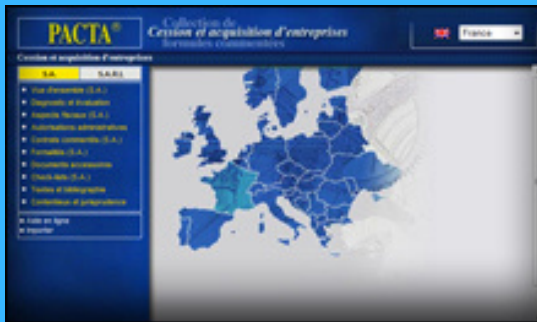 PACTA®
Collection de
Cession et acquisition d'entreprises
formules commentées
France
Cession et acquisition d'entreprises
S.A.
S.A.R.L
Vue d'ensemble (S.A.)
Diagnostic et évaluation
Aspects fiscaux (S.A.)
Autorisations administratives
Contrats commentés (S.A.)
Formalités (S.A.)
Documents accessoires
Check-lists (S.A.)
Textes et bibliographie
Contentieux et jurisprudence
Aide en ligne
Importer